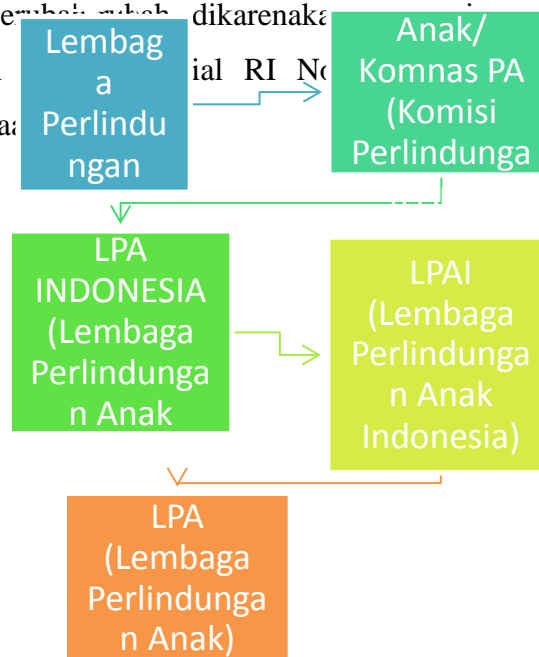 dikarenaka
ial RI No
Lembag
a
Perlindu
ngan
Anak/
Komnas PA
(Komisi
Perlindunga
LPA
INDONESIA
(Lembaga
Perlindunga
n Anak
LPAI
(Lembaga
Perlindunga
n Anak
Indonesia)
LPA
(Lembaga
Perlindunga
n Anak)